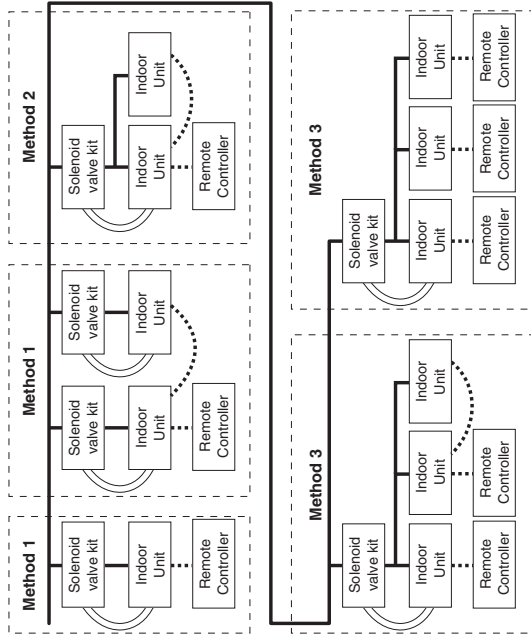 Method 1
Solenoid
valve kit
Indoor
Unit
Remote
Controller
Method 1
Solenoid
valve kit
Solenoid
valve kit
Indoor
Unit
Indoor
Unit
Remote
Controller
Method 2
Solenoid
valve kit
Indoor
Unit
Indoor
Unit
Remote
Controller
Method 3
Solenoid
valve kit
Indoor
Unit
Indoor
Unit
Indoor
Unit
Remote
Controller
Remote
Controller
Method 3
Solenoid
valve kit
Indoor
Unit
Indoor
Unit
Indoor
Unit
Remote
Controller
Remote
Controller
Remote
Controller